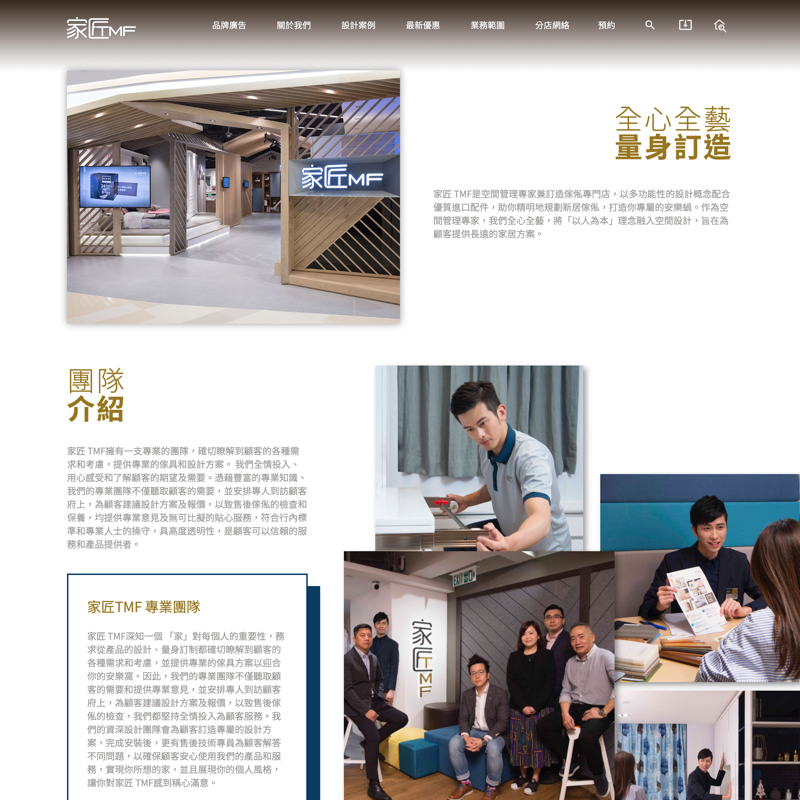 家匠TMF
品牌廣告 關於我們 設計案例 最新優惠 業務範圍 分店網絡 預約
家匠TMF
全心全藝
量身訂造
家匠 TMF是空間管理專家兼訂造傢俬專門店，以多功能性的設計概念配合
優質進口配件，助你精明地規劃新居傢俬，打造你專屬的安樂蝸。作為空
間管理專家，我們全心全藝，將「以人為本」理念融入空間設計，旨在為
顧客提供長遠的家居方案。
團隊
介紹
家匠 TMF擁有一支專業的團隊，確切瞭解到顧客的各種需
求和考慮，提供專業的傢具和設計方案。 我們全情投入、
用心感受和了解顧客的期望及需要。憑藉豐富的專業知識、
我們的專業團隊不僅聽取顧客的需要，並安排專人到訪顧客
府上，為顧客建議設計方案及報價，以致售後傢俬的檢查和
保養，均提供專業意見及無可比擬的貼心服務，符合行內標
準和專業人士的操守，具高度透明性，是顧客可以信賴的服
務和產品提供者。
家匠TMF 專業團隊
家匠 TMF深知一個 「家」對每個人的重要性，務
求從產品的設計、量身訂制都確切瞭解到顧客的
各種需求和考慮，並提供專業的傢具方案以迎合
你的安樂窩。因此，我們的專業團隊不僅聽取顧
客的需要和提供專業意見，並安排專人到訪顧客
府上，為顧客建議設計方案及報價，以致售後傢
俬的檢查，我們都堅持全情投入為顧客服務。我
們的資深設計團隊會為顧客訂造專屬的設計方
案，完成安裝後，更有售後技術專員為顧客解答
不同問題，以確保顧客安心使用我們的產品和服
務，實現你所想的家，並且展現你的個人風格，
讓你對家匠 TMF感到稱心滿意。
EXIT
家匠TMF